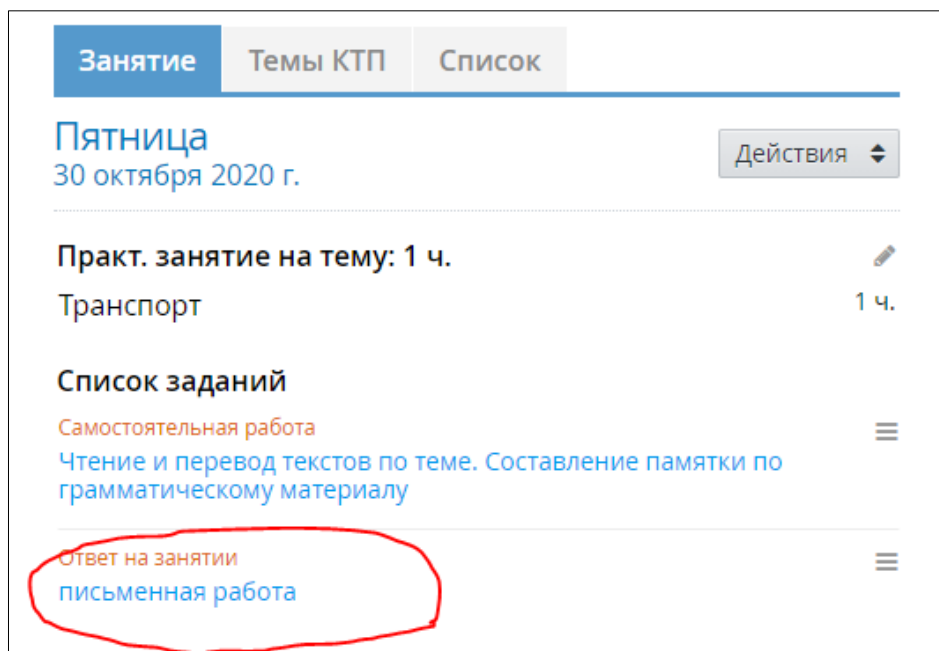 Занятие Темы КТП Список
Пятница
30 октября 2020 г.
Действия
Практ. занятие на тему: 1 ч.
Транспорт 1 ч.
Список заданий
Самостоятельная работа
Чтение и перевод текстов по теме. Составление памятки по
грамматическому материалу
Ответ на занятии
письменная работа